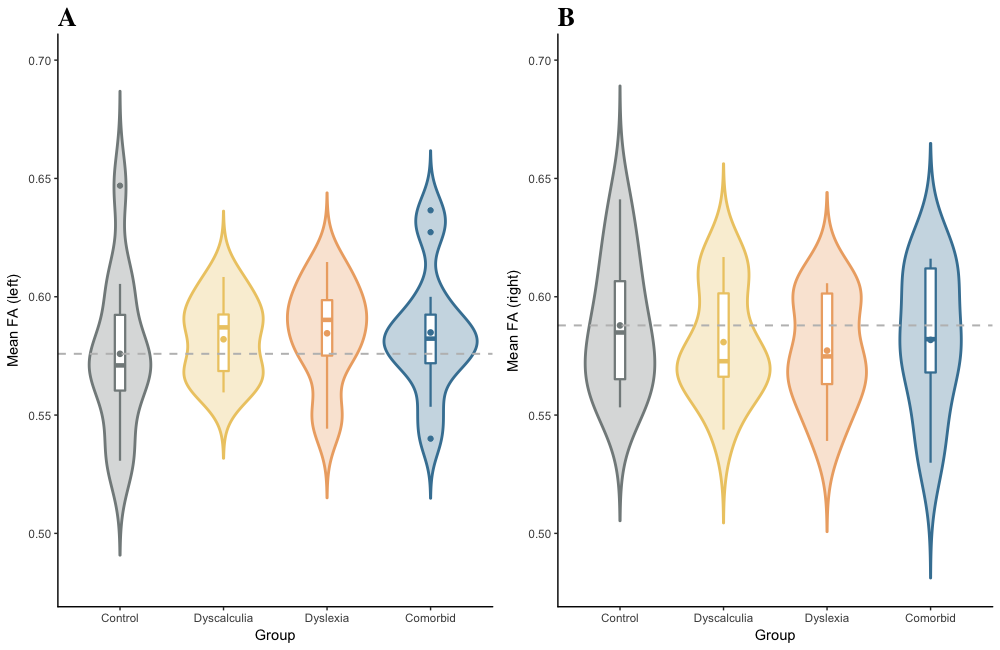 A
Mean FA (left)
0.70
0.65
0.60
0.55
0.50
Control Dyscalculia Dyslexia Comorbid
Group
B
Mean FA (right)
0.70
0.65
0.60
0.55
0.50
Control Dyscalculia Dyslexia Comorbid
Group